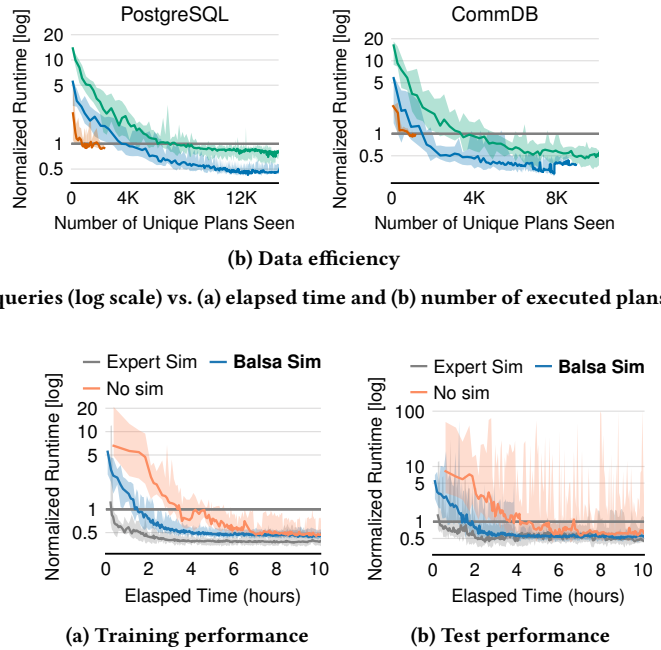 PostgreSQL
CommDB
Normalized Runtime [log]
20
10
5
1
0.5
0
4K
8K
12K
Number of Unique Plans Seen
Normalized Runtime [log]
20
10
5
1
0.5
0
4K
8K
Number of Unique Plans Seen
(b) Data efficiency
queries (log scale) vs. (a) elapsed time and (b) number of executed plans
Expert Sim
Balsa Sim
No sim
Normalized Runtime [log]
20
10
5
1
0.5
0
2
4
6
8
10
Elasped Time (hours)
(a) Training performance
Expert Sim
Balsa Sim
No sim
Normalized Runtime [log]
100
10
5
1
0.5
0
2
4
6
8
10
Elasped Time (hours)
(b) Test performance